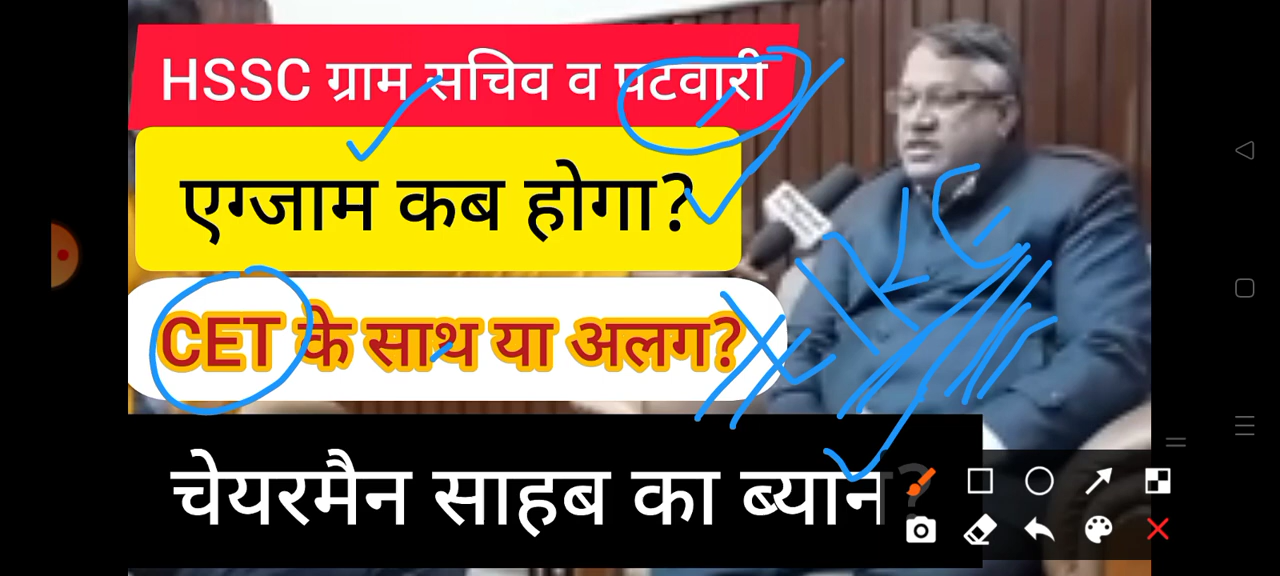 HSSC ग्राम सचिव व पटवारी
एग्जाम कब होगा?
CET के साथ या अलग?
चेयरमैन साहब का ब्यान?